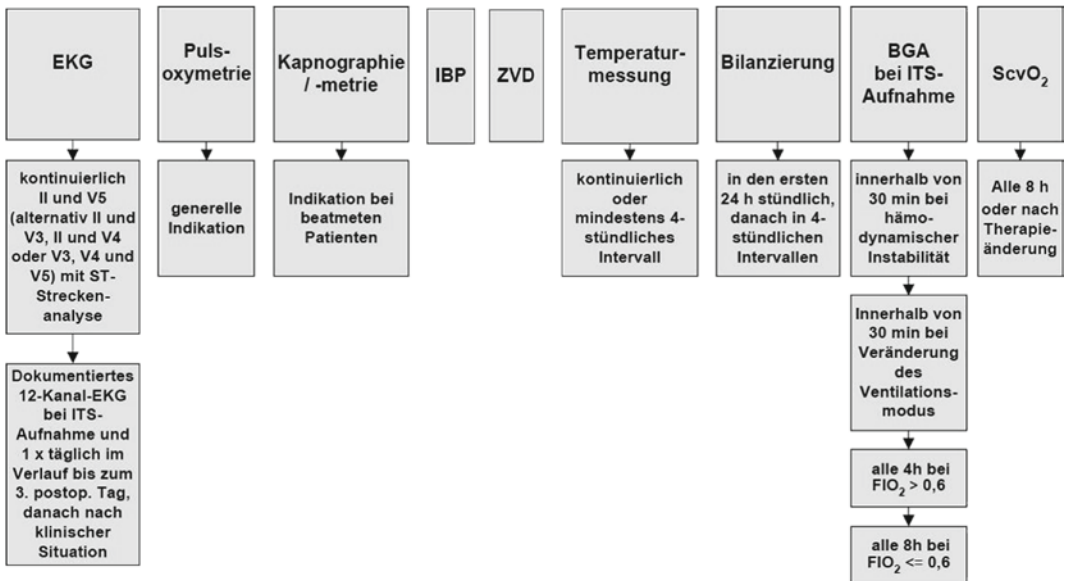 EKG
Puls-
oxymetrie
Kapnographie
/ -metrie
IBP
ZVD
Temperatur-
messung
Bilanzierung
BGA
bei ITS-
Aufnahme
ScvO₂
kontinuierlich
II und V5
(alternativ II und
V3, II und V4
oder V3, V4 und
V5) mit ST-
Strecken-
analyse
generelle
Indikation
Indikation bei
beatmeten
Patienten
kontinuierlich
oder
mindestens 4-
stündliches
Intervall
in den ersten
24 h stündlich,
danach in 4-
stündlichen
Intervallen
innerhalb von
30 min bei
hämo-
dynamischer
Instabilität
Alle 8 h
oder nach
Therapie-
änderung
Dokumentiertes
12-Kanal-EKG
bei ITS-
Aufnahme und
1 x täglich im
Verlauf bis zum
3. postop. Tag,
danach nach
klinischer
Situation
Innerhalb von
30 min bei
Veränderung
des
Ventilations-
modus
alle 4h bei
FIO₂ > 0,6
alle 8h bei
FIO₂ <= 0,6